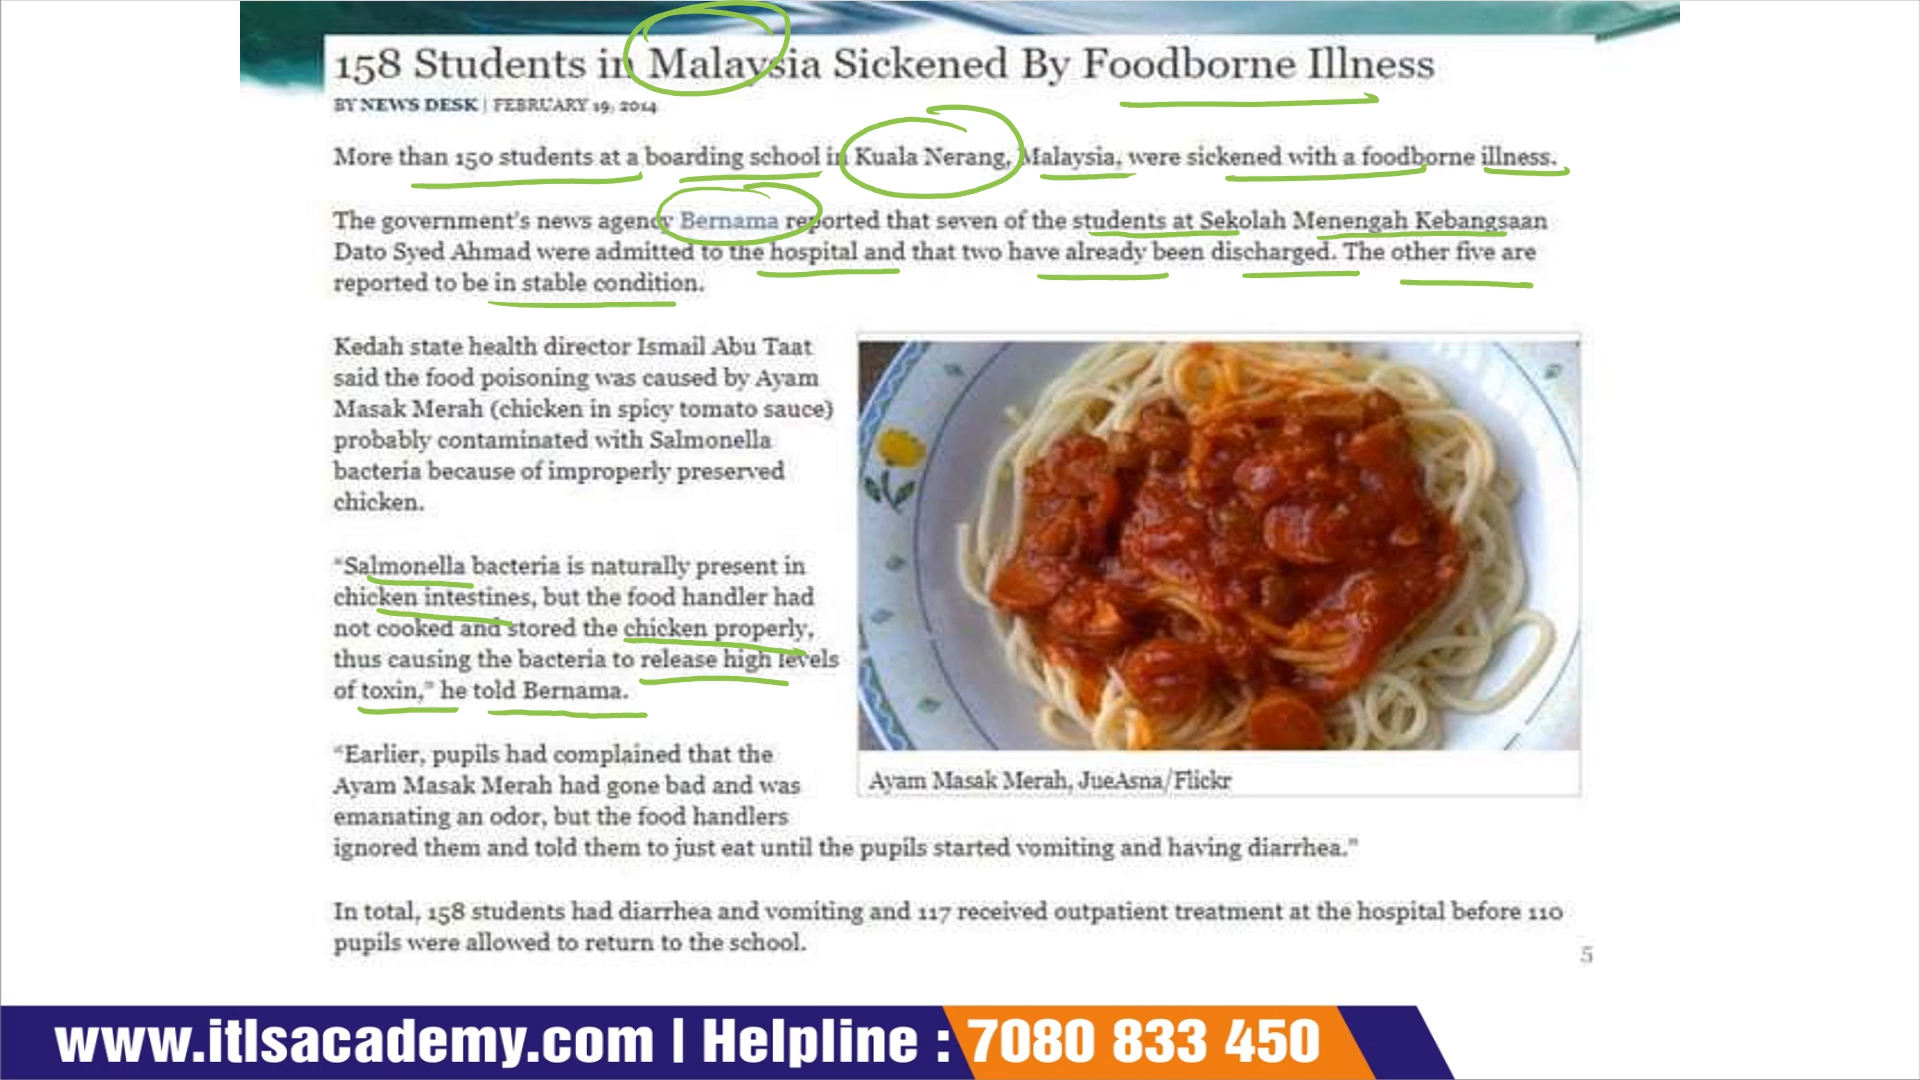 158 Students in Malaysia Sickened By Foodborne Illness
BY NEWS DESK | FEBRUARY 19, 2014
More than 150 students at a boarding school in Kuala Nerang, Malaysia, were sickened with a foodborne illness.
The government's news agency Bernama reported that seven of the students at Sekolah Menengah Kebangsaan
Dato Syed Ahmad were admitted to the hospital and that two have already been discharged. The other five are
reported to be in stable condition.
Kedah state health director Ismail Abu Taat
said the food poisoning was caused by Ayam
Masak Merah (chicken in spicy tomato sauce)
probably contaminated with Salmonella
bacteria because of improperly preserved
chicken.
“Salmonella bacteria is naturally present in
chicken intestines, but the food handler had
not cooked and stored the chicken properly,
thus causing the bacteria to release high levels
of toxin,” he told Bernama.
“Earlier, pupils had complained that the
Ayam Masak Merah had gone bad and was
emanating an odor, but the food handlers
ignored them and told them to just eat until the pupils started vomiting and having diarrhea.”
Ayam Masak Merah, JueAsna/Flickr
In total, 158 students had diarrhea and vomiting and 117 received outpatient treatment at the hospital before 110
pupils were allowed to return to the school.
5
www.itlsacademy.com | Helpline : 7080 833 450